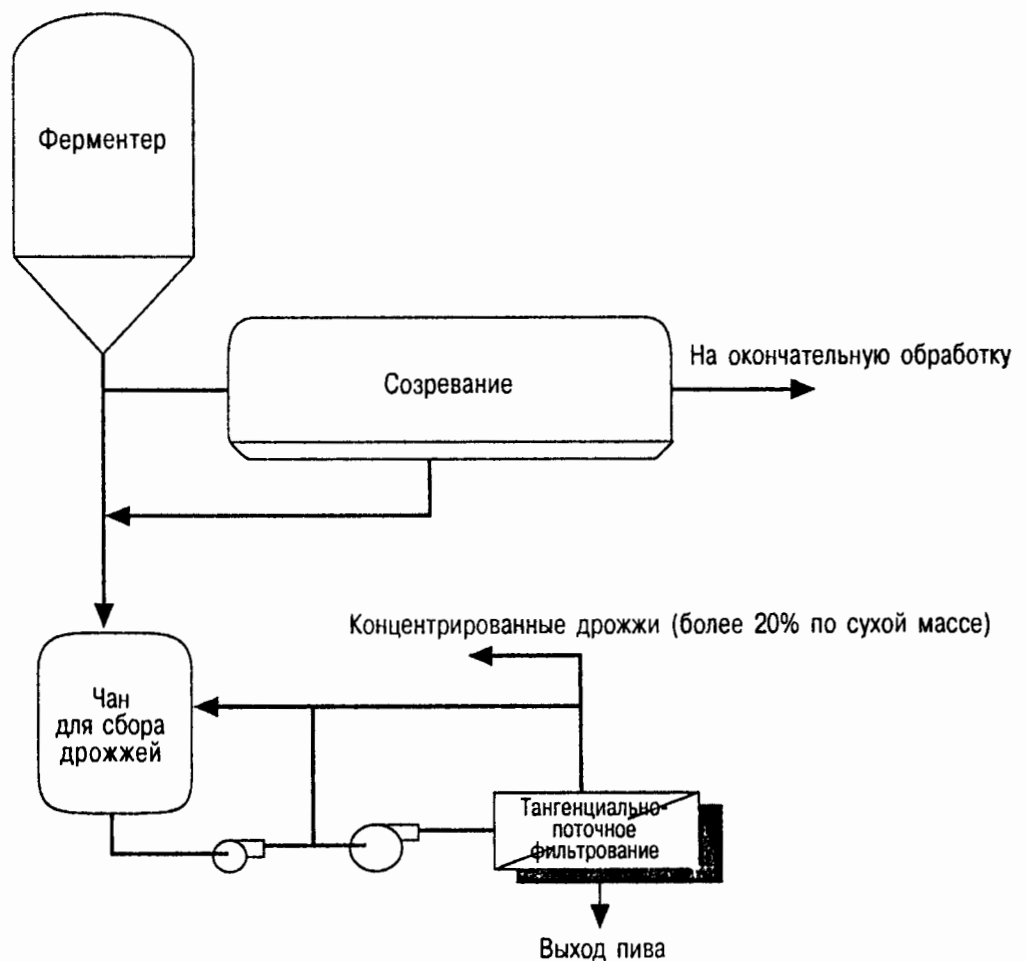 Ферментер
Созревание
На окончательную обработку
Концентрированные дрожжи (более 20% по сухой массе)
Чан
для сбора
дрожжей
Тангенциально-
поточное
фильтрование
Выход пива